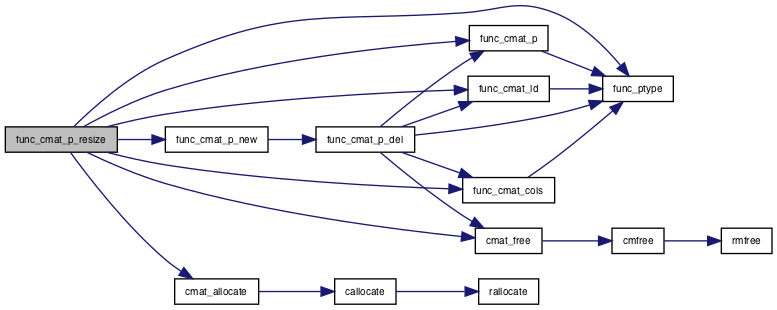 func_cmat_p
func_cmat_ld
func_ptype
func_cmat_p_resize
func_cmat_p_new
func_cmat_p_del
func_cmat_cols
cmat_free
cmfree
rmfree
cmat_allocate
callocate
rallocate